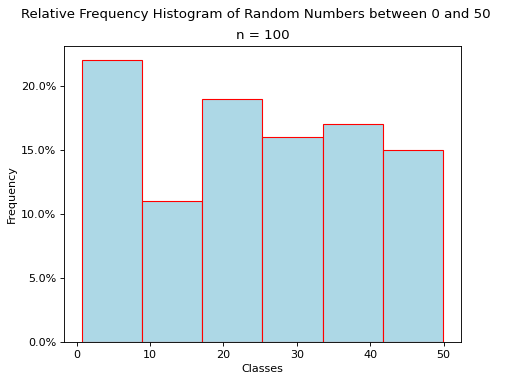 Relative Frequency Histogram of Random Numbers between 0 and 50
n = 100
20.0%
15.0%
10.0%
5.0%
0.0%
Frequency
0 10 20 30 40 50
Classes